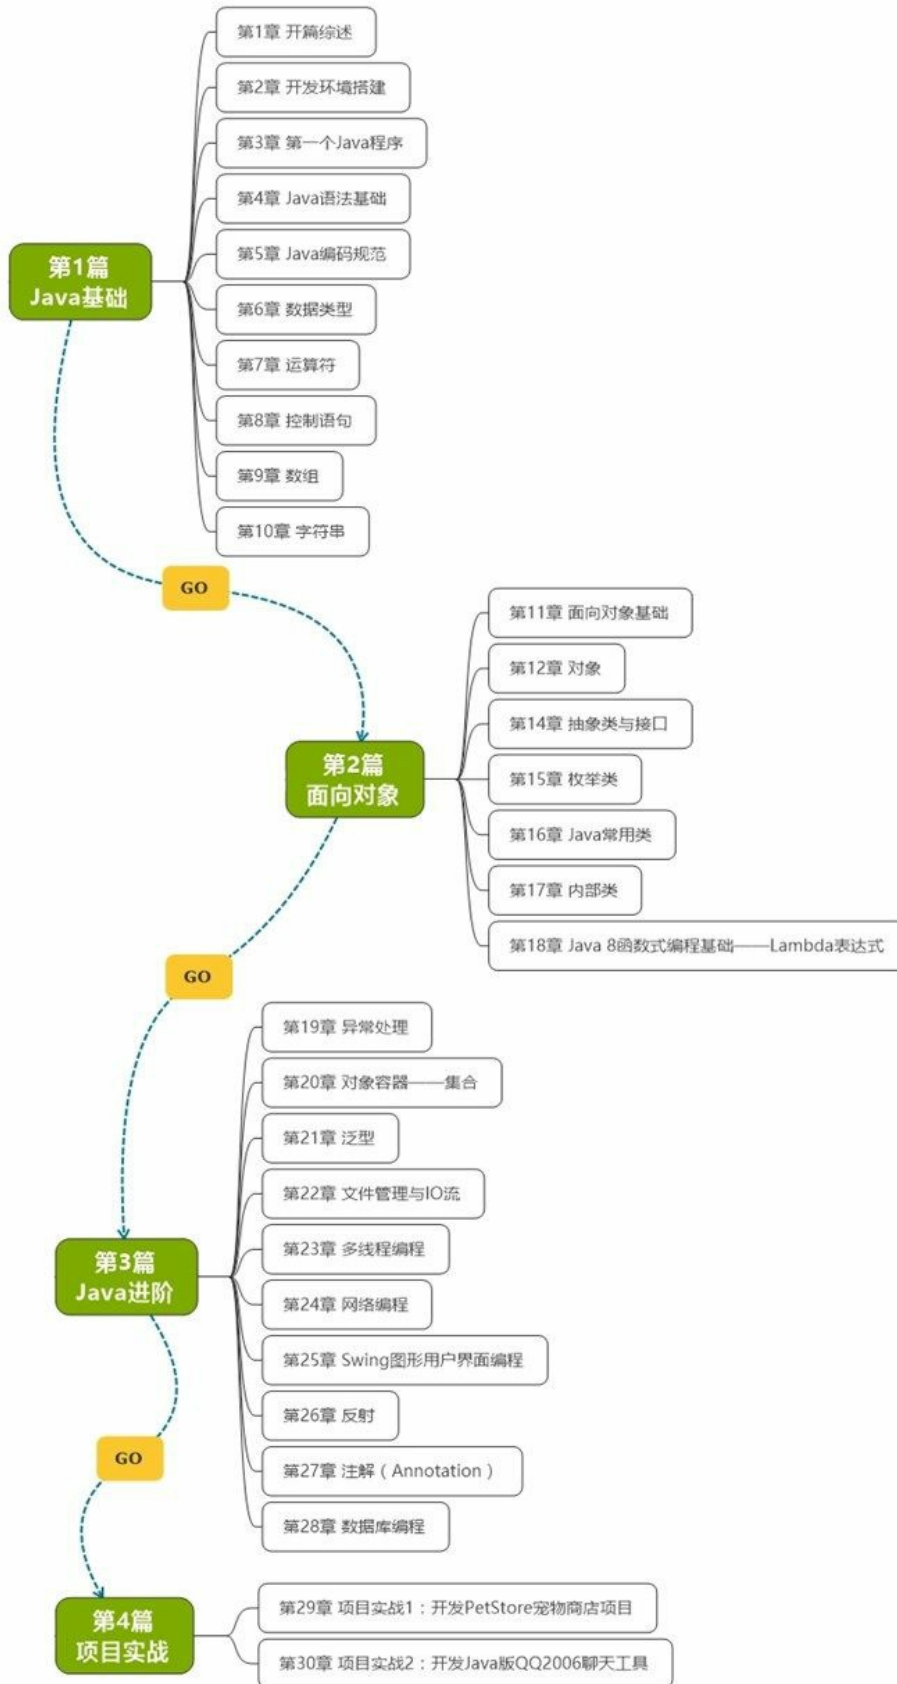 第1章 开篇综述
第2章 开发环境搭建
第3章 第一个Java程序
第4章 Java语法基础
第5章 Java编码规范
第1篇
Java基础
第6章 数据类型
第7章 运算符
第8章 控制语句
第9章 数组
第10章 字符串
GO
第11章 面向对象基础
第12章 对象
第14章 抽象类与接口
第2篇
面向对象
第15章 枚举类
第16章 Java常用类
第17章 内部类
第18章 Java 8函数式编程基础——Lambda表达式
GO
第19章 异常处理
第20章 对象容器——集合
第21章 泛型
第22章 文件管理与IO流
第23章 多线程编程
第3篇
Java进阶
第24章 网络编程
第25章 Swing图形用户界面编程
第26章 反射
第27章 注解（Annotation）
第28章 数据库编程
GO
第4篇
项目实战
第29章 项目实战1：开发PetStore宠物商店项目
第30章 项目实战2：开发Java版QQ2006聊天工具